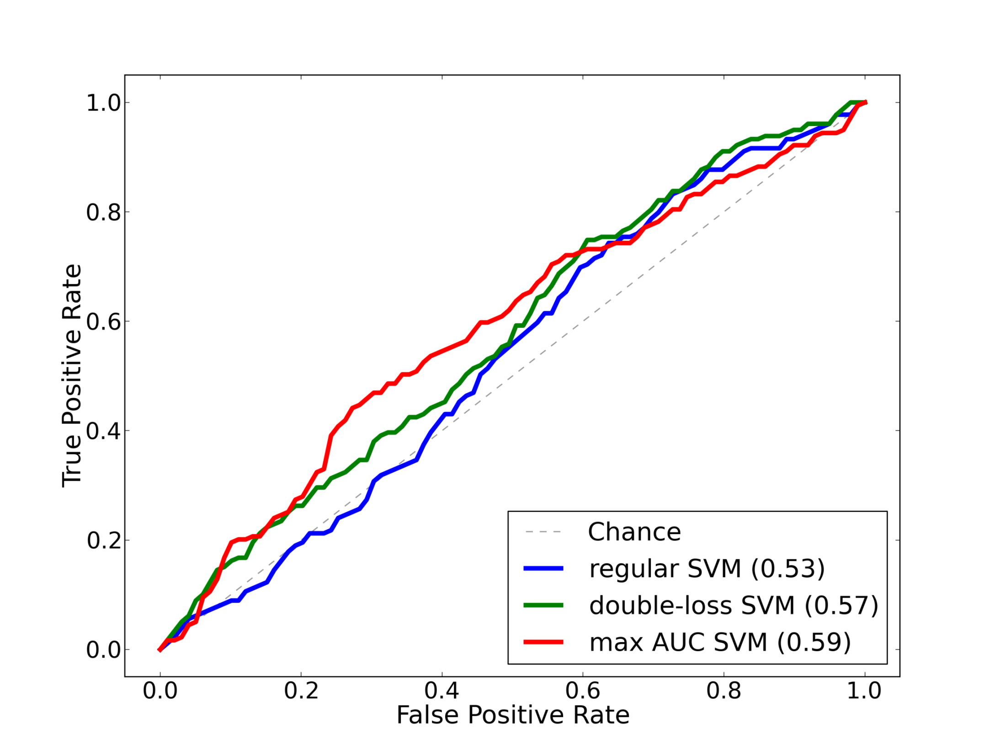 1.0
0.8
0.6
0.4
0.2
0.0
True Positive Rate
Chance
regular SVM (0.53)
double-loss SVM (0.57)
max AUC SVM (0.59)
0.0 0.2 0.4 0.6 0.8 1.0
False Positive Rate